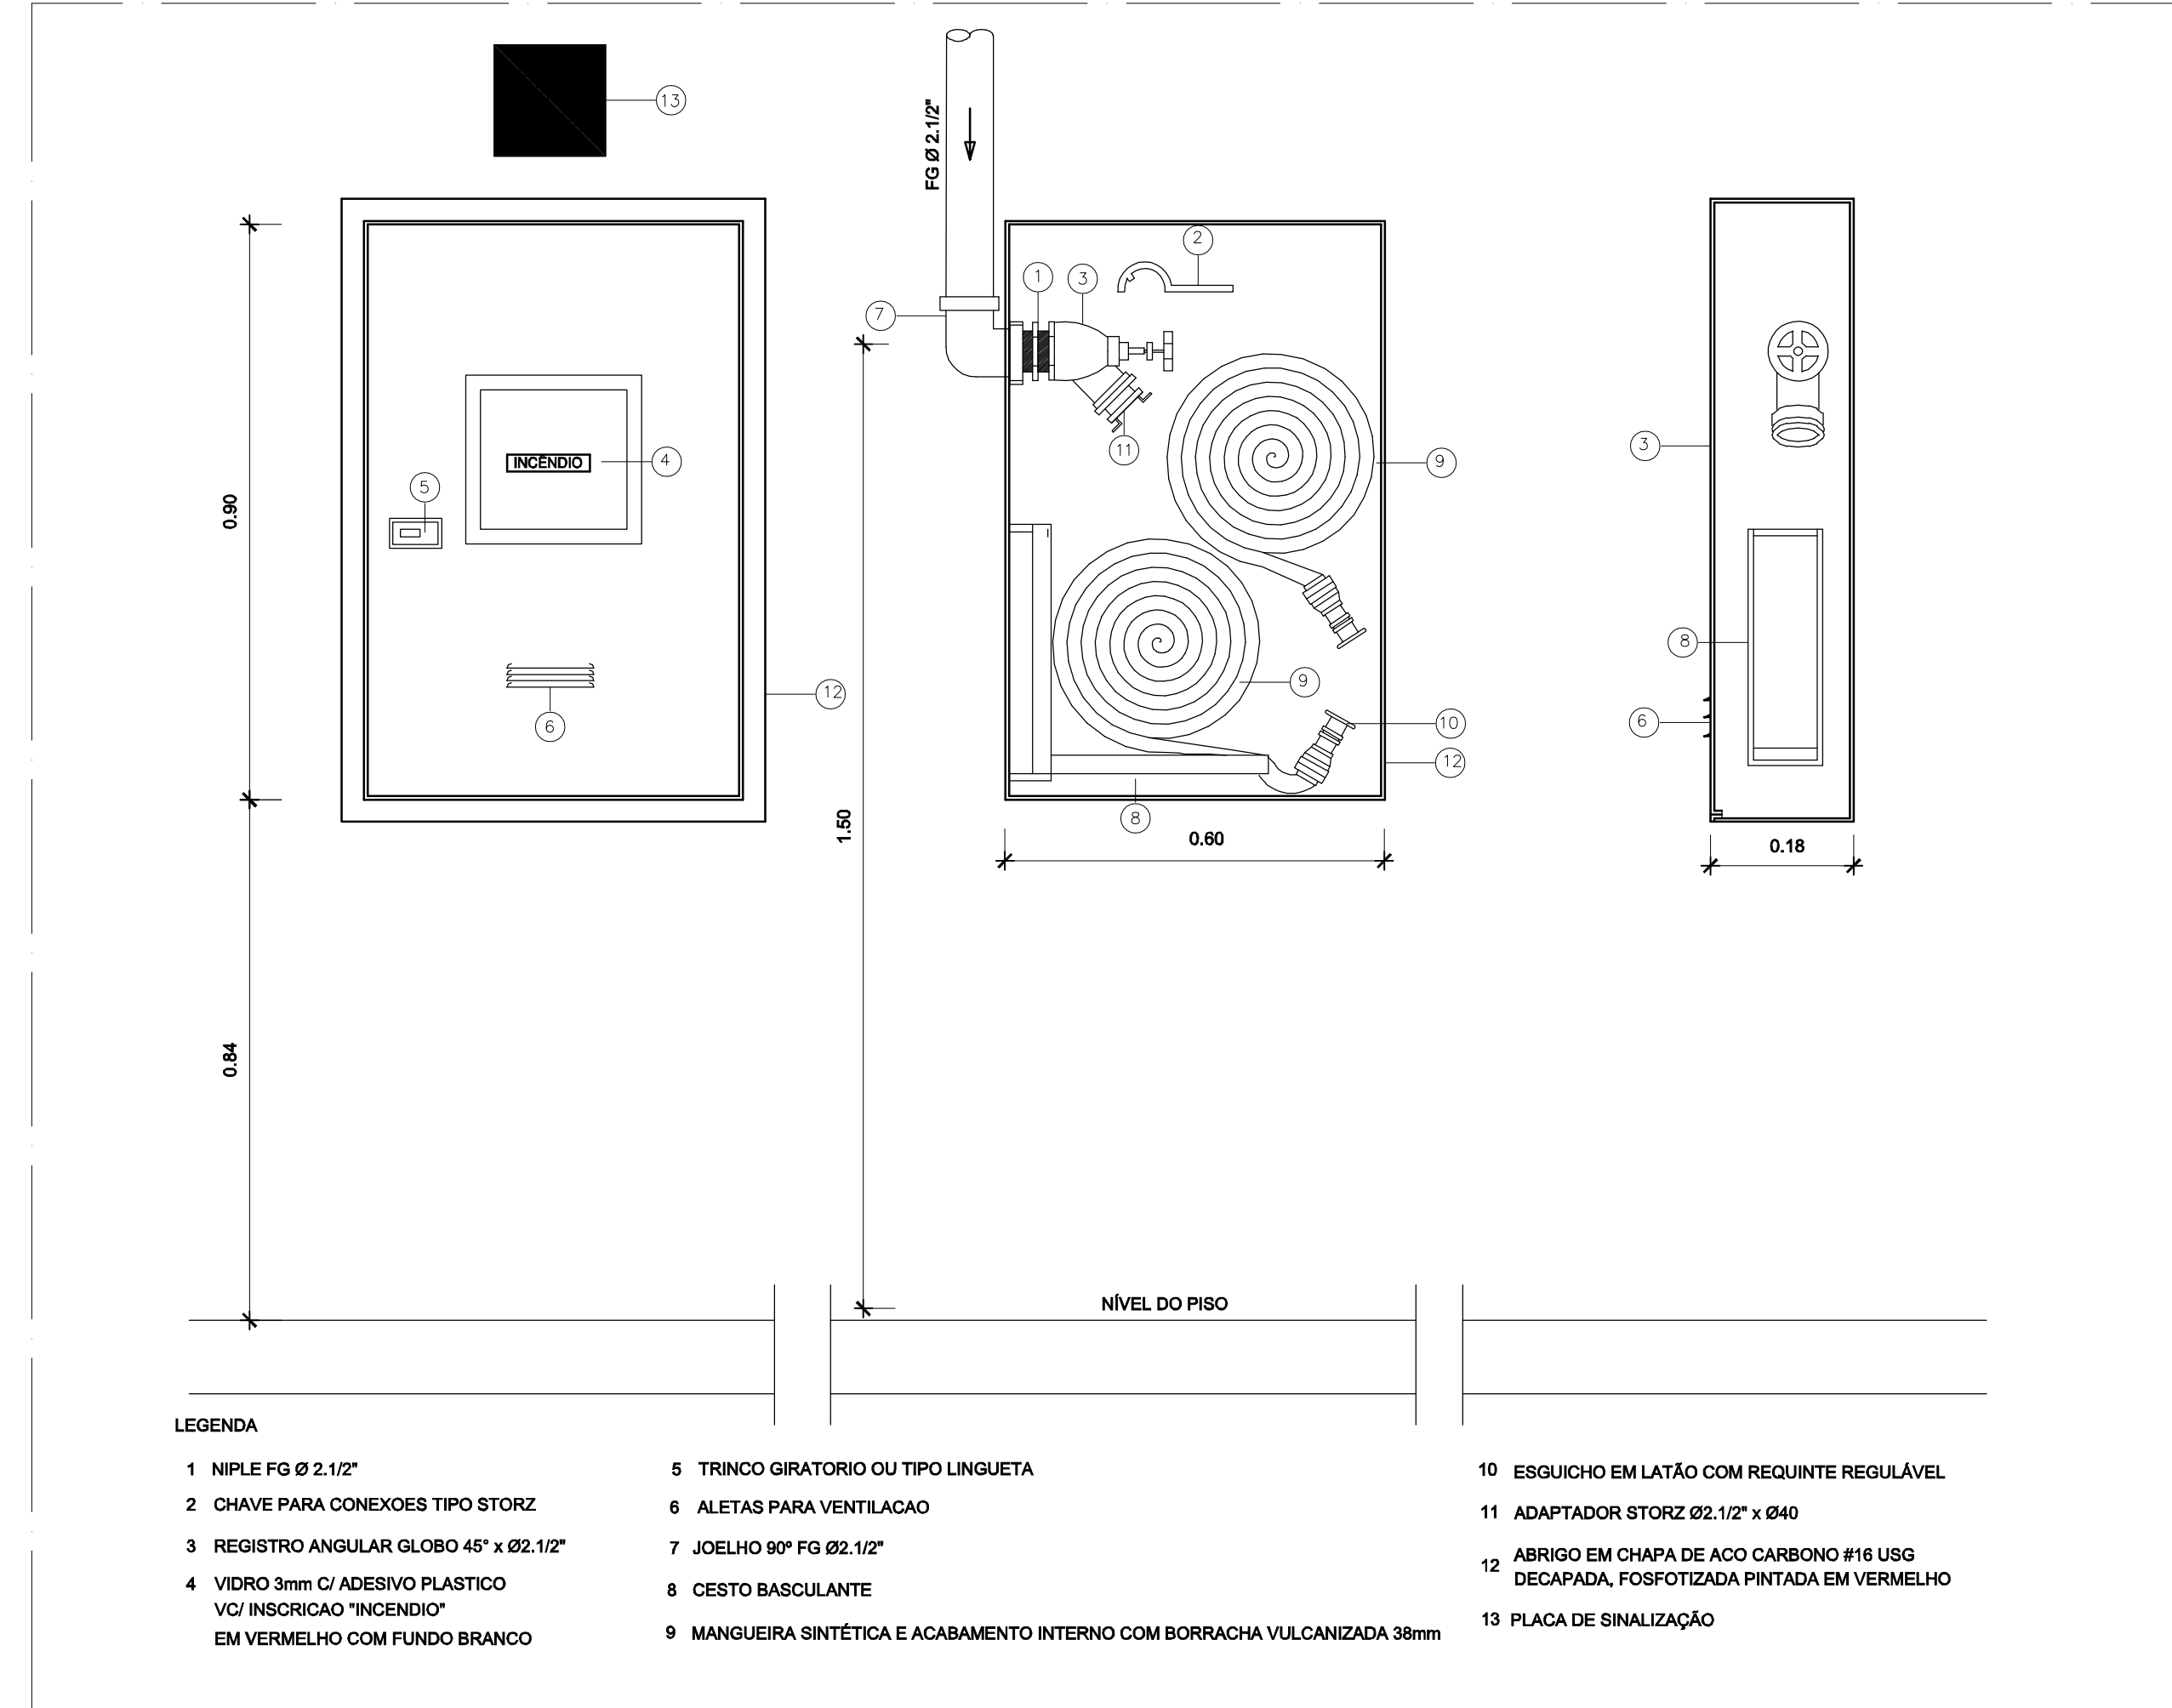 13
FG Ø 2.1/2"
2
1
3
7
INCÊNDIO
4
5
11
9
3
0.90
8
9
12
6
10
6
12
8
1.50
0.60
0.18
0.84
NÍVEL DO PISO
LEGENDA
1 NIPLE FG Ø 2.1/2"
2 CHAVE PARA CONEXOES TIPO STORZ
3 REGISTRO ANGULAR GLOBO 45° x Ø2.1/2"
4 VIDRO 3mm C/ ADESIVO PLASTICO
VC/ INSCRICAO "INCENDIO"
EM VERMELHO COM FUNDO BRANCO
5 TRINCO GIRATORIO OU TIPO LINGUETA
6 ALETAS PARA VENTILACAO
7 JOELHO 90º FG Ø2.1/2"
8 CESTO BASCULANTE
9 MANGUEIRA SINTÉTICA E ACABAMENTO INTERNO COM BORRACHA VULCANIZADA 38mm
10 ESGUICHO EM LATÃO COM REQUINTE REGULÁVEL
11 ADAPTADOR STORZ Ø2.1/2" x Ø40
12 ABRIGO EM CHAPA DE ACO CARBONO #16 USG
DECAPADA, FOSFOTIZADA PINTADA EM VERMELHO
13 PLACA DE SINALIZAÇÃO